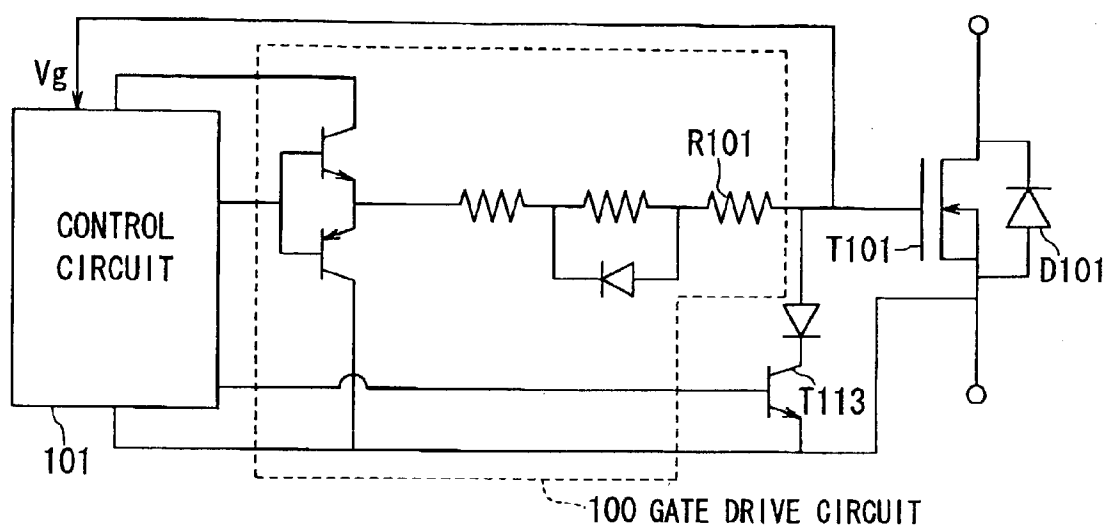 Vg
CONTROL
CIRCUIT
R101
T101
D101
T113
101
100 GATE DRIVE CIRCUIT